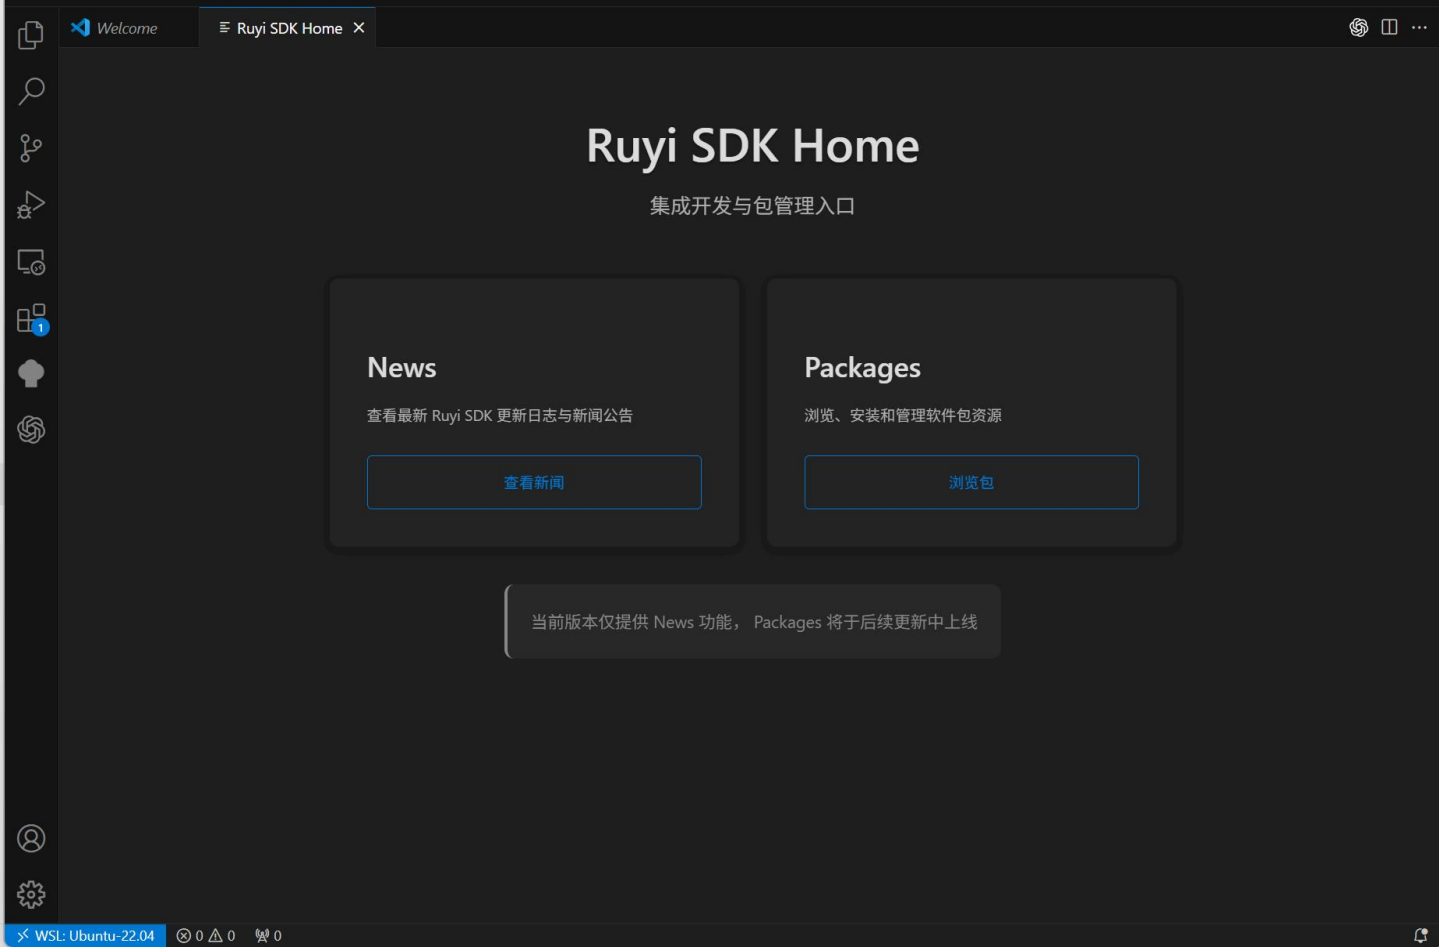 Welcome
Ruyi SDK Home
Ruyi SDK Home
集成开发与包管理入口
News
查看最新 Ruyi SDK 更新日志与新闻公告
查看新闻
Packages
浏览、安装和管理软件包资源
浏览包
当前版本仅提供 News 功能， Packages 将于后续更新中上线
1
WSL: Ubuntu-22.04
0
0
0